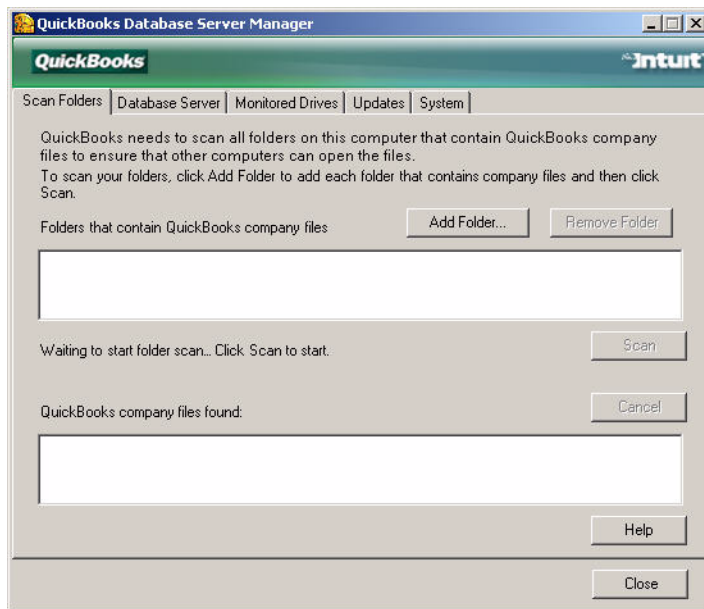 QuickBooks Database Server Manager
QuickBooks
Intuit
Scan Folders Database Server Monitored Drives Updates System
QuickBooks needs to scan all folders on this computer that contain QuickBooks company
files to ensure that other computers can open the files.
To scan your folders, click Add Folder to add each folder that contains company files and then click
Scan.
Folders that contain QuickBooks company files
Add Folder...
Remove Folder
Waiting to start folder scan... Click Scan to start.
Scan
QuickBooks company files found:
Cancel
Help
Close